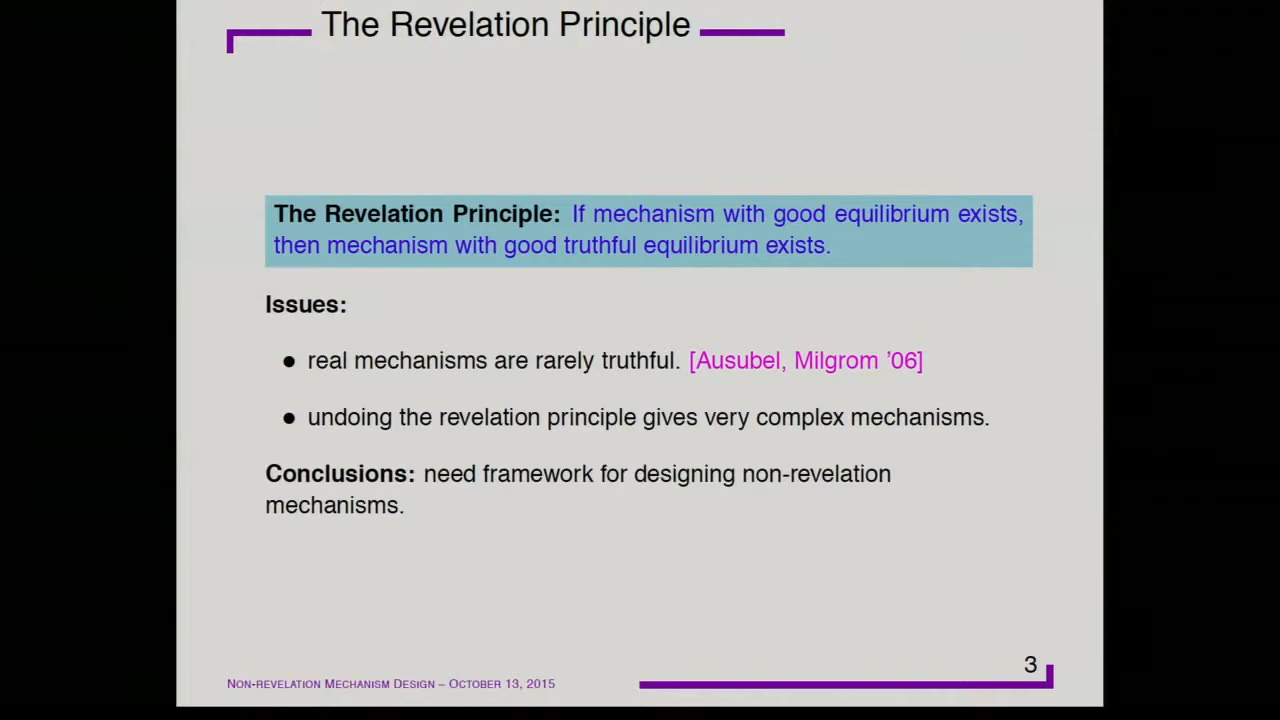 The Revelation Principle
The Revelation Principle: If mechanism with good equilibrium exists,
then mechanism with good truthful equilibrium exists.
Issues:
● real mechanisms are rarely truthful. [Ausubel, Milgrom ’06]
● undoing the revelation principle gives very complex mechanisms.
Conclusions: need framework for designing non-revelation
mechanisms.
3
NON-REVELATION MECHANISM DESIGN – OCTOBER 13, 2015